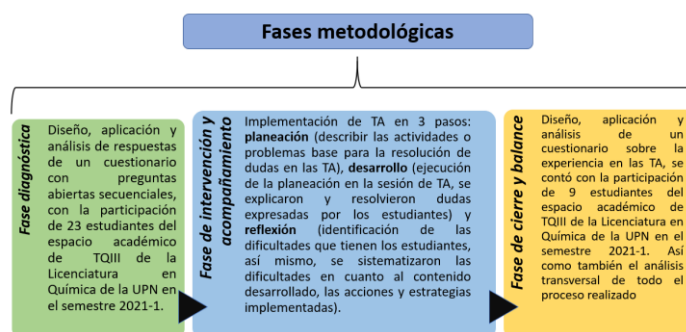 Fases metodológicas
Fase diagnóstica
Diseño, aplicación y
análisis de respuestas
de un cuestionario
con preguntas
abiertas secuenciales,
con la participación
de 23 estudiantes del
espacio académico
de TQIII de la
Licenciatura en
Química de la UPN en
el semestre 2021-1.
Fase de intervención y
acompañamiento
Implementación de TA en 3 pasos:
planeación (describir las actividades o
problemas base para la resolución de
dudas en las TA), desarrollo (ejecución
de la planeación en la sesión de TA, se
explicaron y resolvieron dudas
expresadas por los estudiantes) y
reflexión (identificación de las
dificultades que tienen los estudiantes,
así mismo, se sistematizaron las
dificultades en cuanto al contenido
desarrollado, las acciones y estrategias
implementadas).
Fase de cierre y balance
Diseño, aplicación y
análisis de un
cuestionario sobre la
experiencia en las TA, se
contó con la participación
de 9 estudiantes del
espacio académico de
TQIII de la Licenciatura en
Química de la UPN en el
semestre 2021-1. Así
como también el análisis
transversal de todo el
proceso realizado